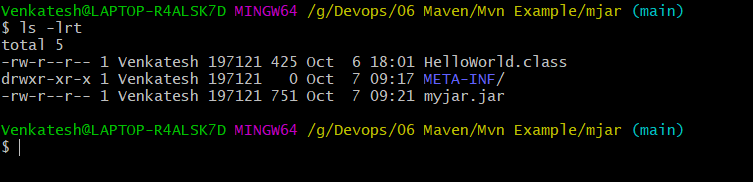 Venkatesh@LAPTOP-R4ALSK7D MINGW64 /g/Devops/06 Maven/Mvn Example/mjar (main)
$ ls -lrt
total 5
-rw-r--r-- 1 Venkatesh 197121 425 Oct  6 18:01 HelloWorld.class
drwxr-xr-x 1 Venkatesh 197121   0 Oct  7 09:17 META-INF/
-rw-r--r-- 1 Venkatesh 197121 751 Oct  7 09:21 myjar.jar
Venkatesh@LAPTOP-R4ALSK7D MINGW64 /g/Devops/06 Maven/Mvn Example/mjar (main)
$